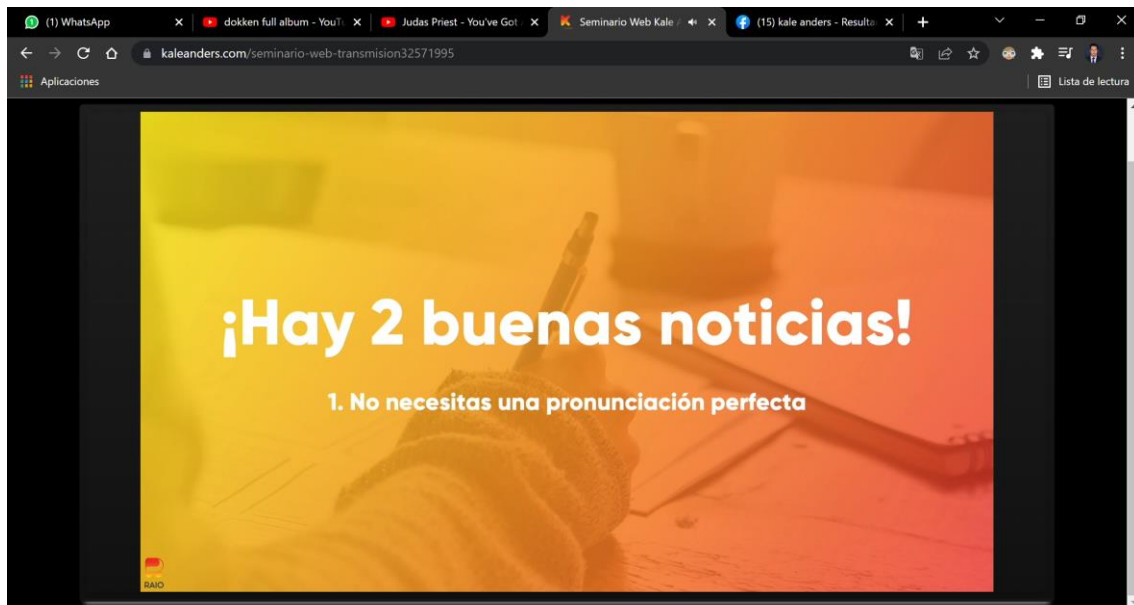 (1) WhatsApp
dokken full album - YouTu
Judas Priest - You've Got
Seminario Web Kale
(15) kale anders - Resulta
kaleanders.com/seminario-web-transmision32571995
Aplicaciones
Lista de lectura
¡Hay 2 buenas noticias!
1. No necesitas una pronunciación perfecta
RAIO